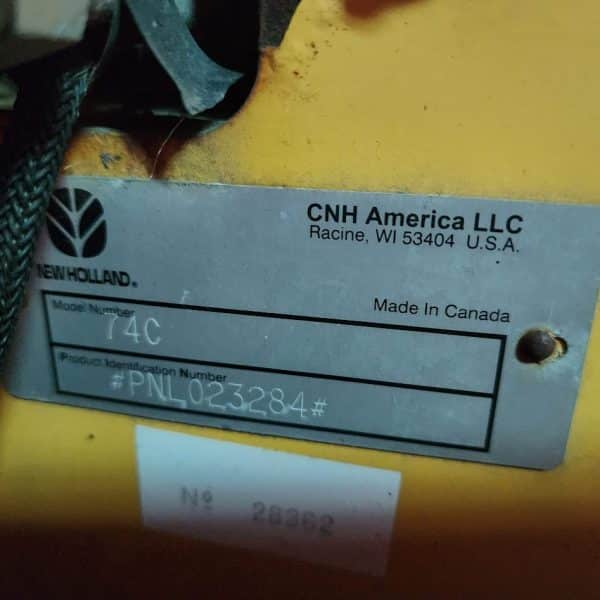 CNH America LLC
Racine, WI 53404 U.S.A.
NEW HOLLAND®
Made In Canada
Model Number
74C
Product Identification Number
#PNL023284#
Nº 28362